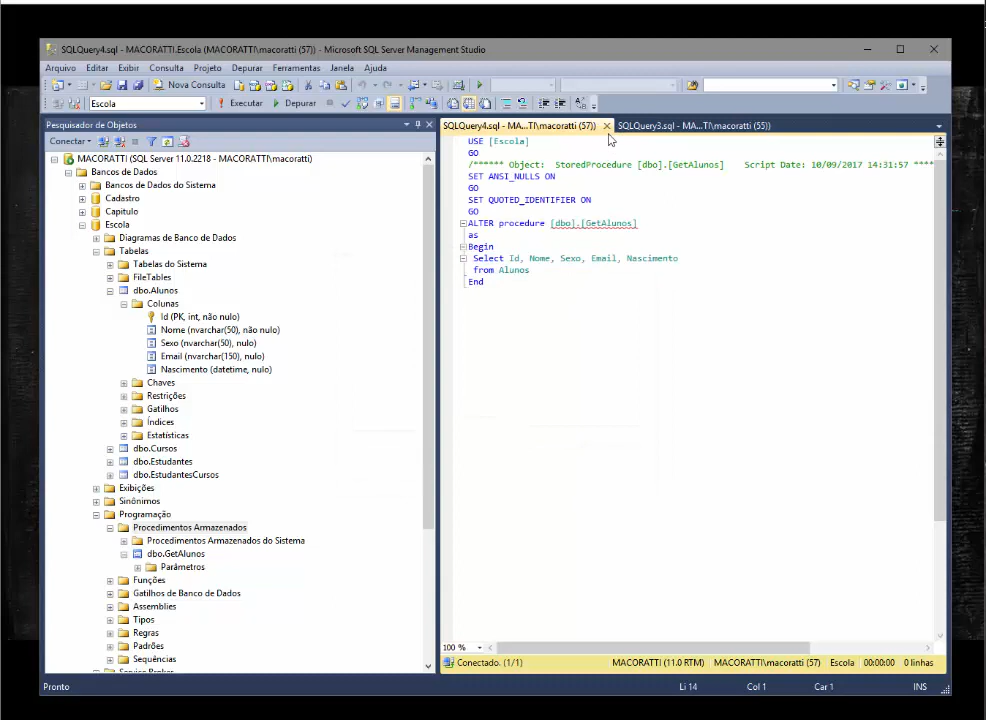 SQLQuery4.sql - MACORATTI.Escola (MACORATTI\macoratti (57)) - Microsoft SQL Server Management Studio
Arquivo Editar Exibir Consulta Projeto Depurar Ferramentas Janela Ajuda
Nova Consulta
Escola Executar Depurar
Pesquisador de Objetos
SQLQuery4.sql - MA...TI\macoratti (57)) SQLQuery3.sql - MA...TI\macoratti (55))
Conectar
MACORATTI (SQL Server 11.0.2218 - MACORATTI\macoratti)
Bancos de Dados
Bancos de Dados do Sistema
Cadastro
Capitulo
Escola
Diagramas de Banco de Dados
Tabelas
Tabelas do Sistema
FileTables
dbo.Alunos
Colunas
Id (PK, int, não nulo)
Nome (nvarchar(50), não nulo)
Sexo (nvarchar(50), nulo)
Email (nvarchar(150), nulo)
Nascimento (datetime, nulo)
Chaves
Restrições
Gatilhos
Índices
Estatísticas
dbo.Cursos
dbo.Estudantes
dbo.EstudantesCursos
Exibições
Sinônimos
Programação
Procedimentos Armazenados
Procedimentos Armazenados do Sistema
dbo.GetAlunos
Parâmetros
Funções
Gatilhos de Banco de Dados
Assemblies
Tipos
Regras
Padrões
Sequências
USE [Escola]
GO
/****** Object: StoredProcedure [dbo].[GetAlunos] Script Date: 10/09/2017 14:31:57 ****
SET ANSI_NULLS ON
GO
SET QUOTED_IDENTIFIER ON
GO
ALTER procedure [dbo].[GetAlunos]
as
Begin
Select Id, Nome, Sexo, Email, Nascimento
from Alunos
End
100 %
Conectado. (1/1) MACORATTI (11.0 RTM) MACORATTI\macoratti (57) Escola 00:00:00 0 linhas
Pronto Li 14 Col 1 Car 1 INS